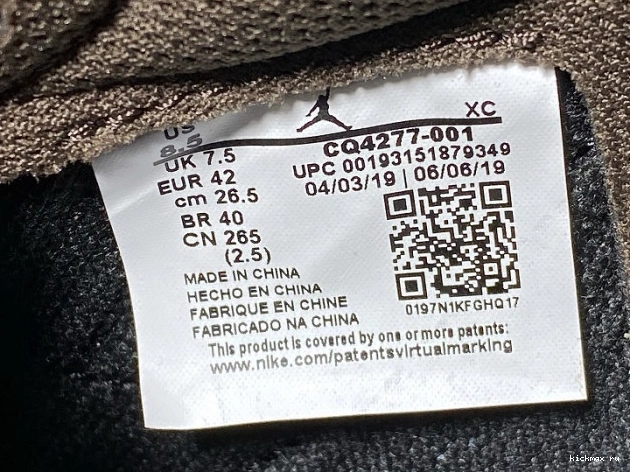 XC
US
8.5
UK 7.5
EUR 42
cm 26.5
BR 40
CN 265
(2.5)
CQ4277-001
UPC 00193151879349
04/03/19 | 06/06/19
0197N1KFGHQ17
MADE IN CHINA
HECHO EN CHINA
FABRIQUE EN CHINE
FABRICADO NA CHINA
This product is covered by one or more patents:
www.nike.com/patentsvirtualmarking
kickmax ru